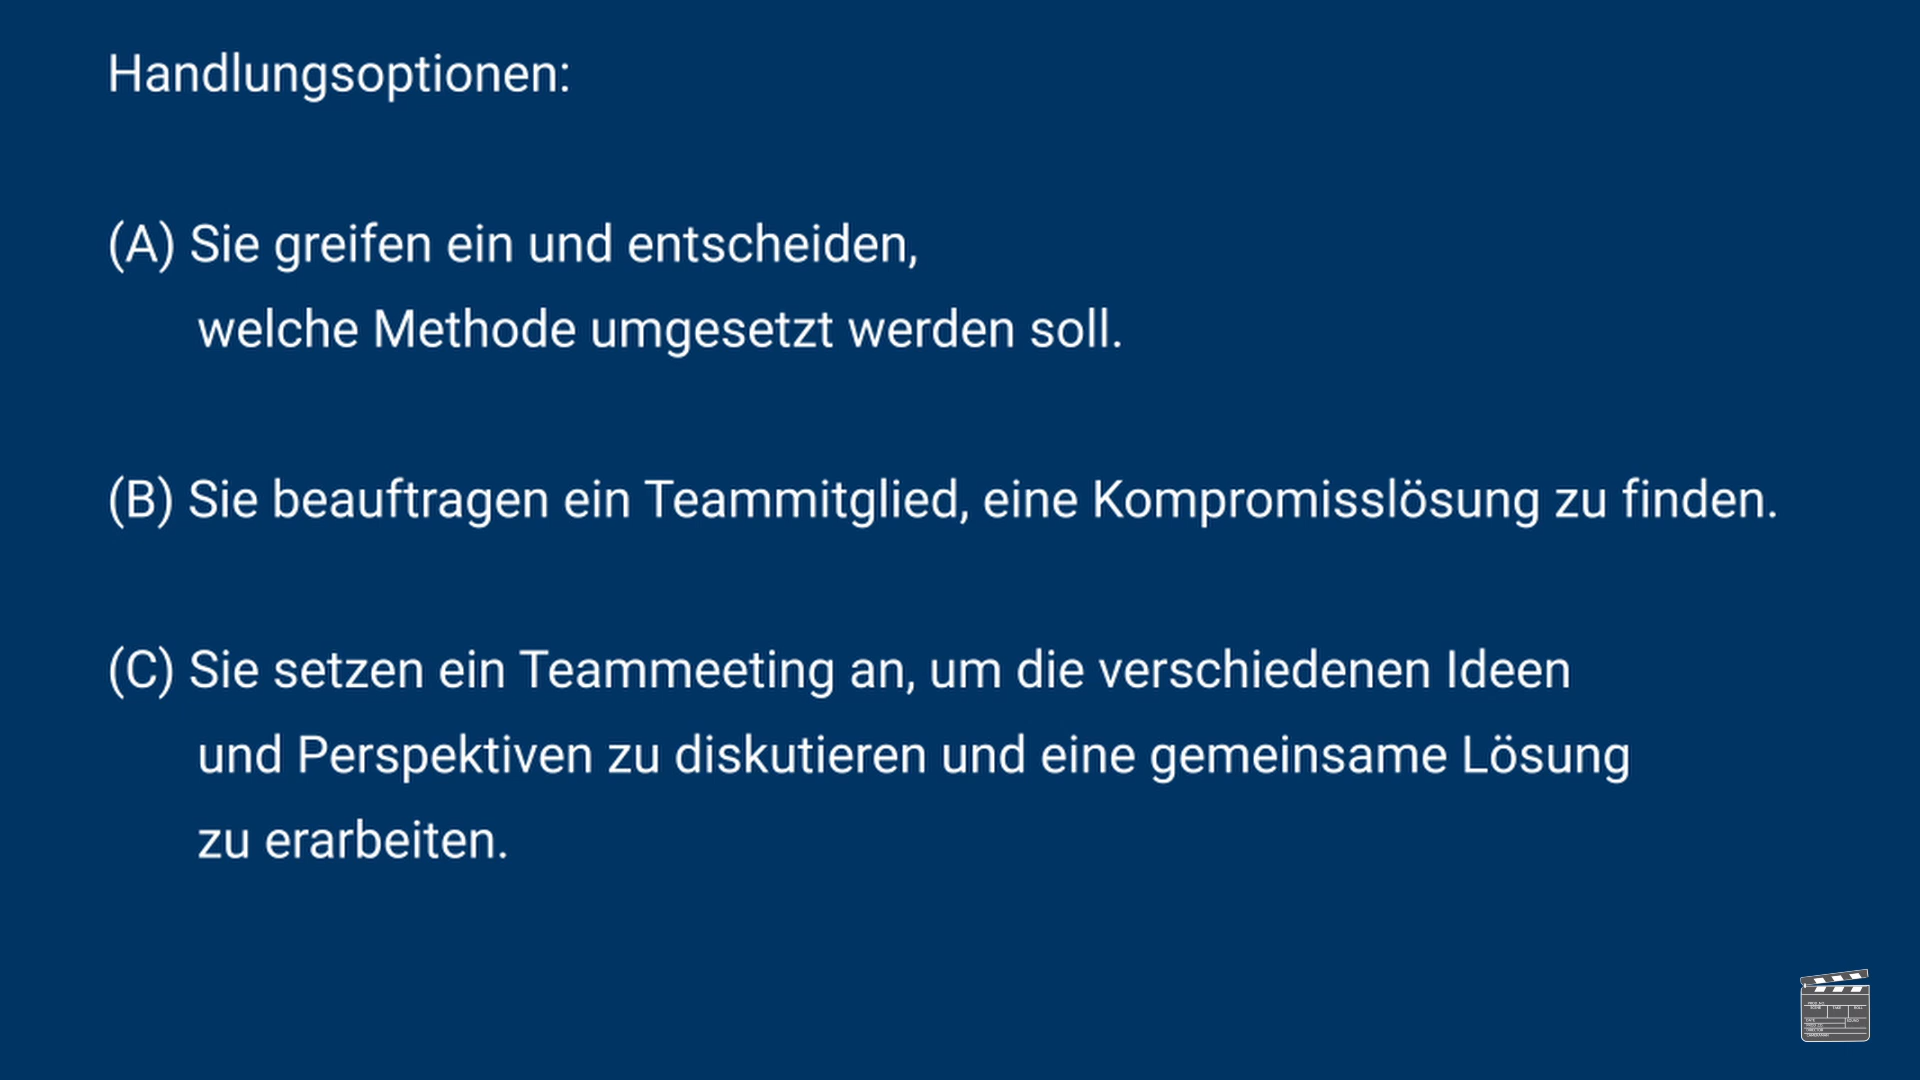 Handlungsoptionen:
(A) Sie greifen ein und entscheiden,
welche Methode umgesetzt werden soll.
(B) Sie beauftragen ein Teammitglied, eine Kompromisslösung zu finden.
(C) Sie setzen ein Teammeeting an, um die verschiedenen Ideen
und Perspektiven zu diskutieren und eine gemeinsame Lösung
zu erarbeiten.